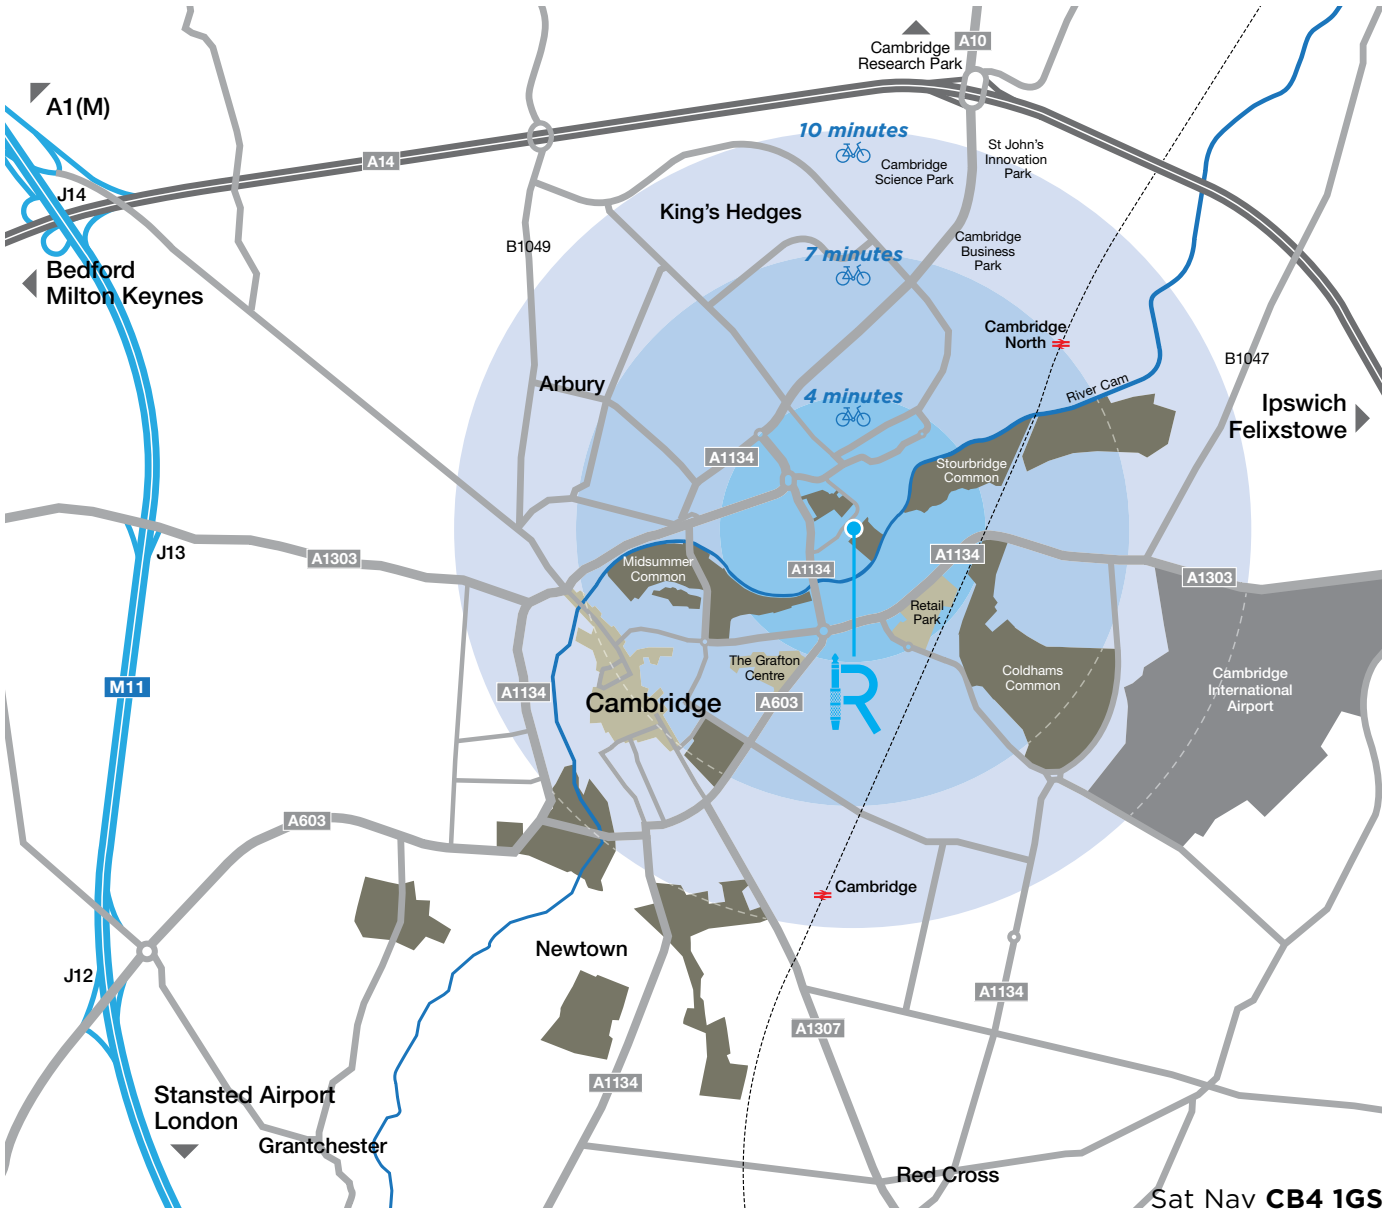 A10
Cambridge
Research Park
A1(M)
10 minutes
St John's
Innovation
Park
A14
Cambridge
Science Park
J14
King's Hedges
B1049
Cambridge
Business
Park
7 minutes
Bedford
Milton Keynes
Cambridge
North
B1047
Arbury
River Cam
4 minutes
Ipswich
Felixstowe
A1134
Stourbridge
Common
J13
A1303
Midsummer
Common
A1134
A1134
A1303
Retail
Park
The Grafton
Centre
Coldhams
Common
Cambridge
International
Airport
M11
A1134
Cambridge
A603
R
A603
Cambridge
Newtown
J12
A1134
A1307
A1134
Stansted Airport
London
Grantchester
Red Cross
Sat Nav CB4 1GS